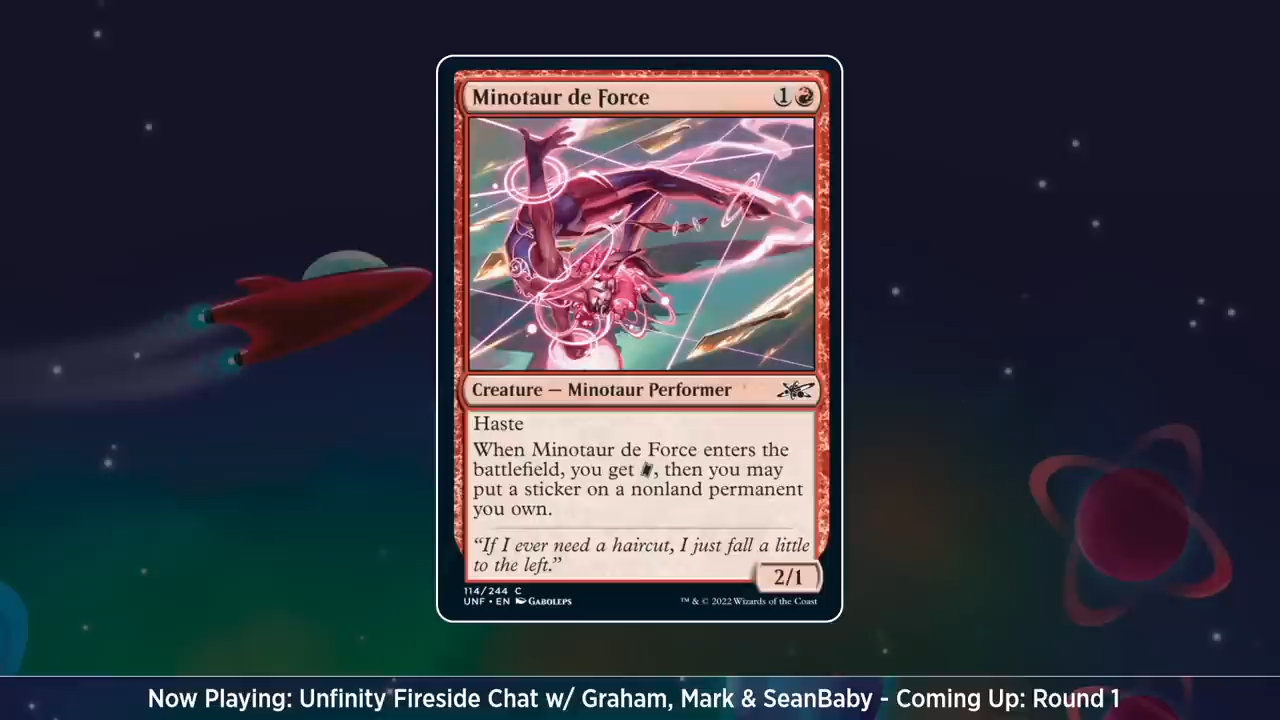 Minotaur de Force 1
Creature — Minotaur Performer
Haste
When Minotaur de Force enters the
battlefield, you get , then you may
put a sticker on a nonland permanent
you own.
“If I ever need a haircut, I just fall a little
to the left.”
2/1
114/244 C
UNF • EN Gaboleps
™ & © 2022 Wizards of the Coast
Now Playing: Unfinity Fireside Chat w/ Graham, Mark & SeanBaby - Coming Up: Round 1